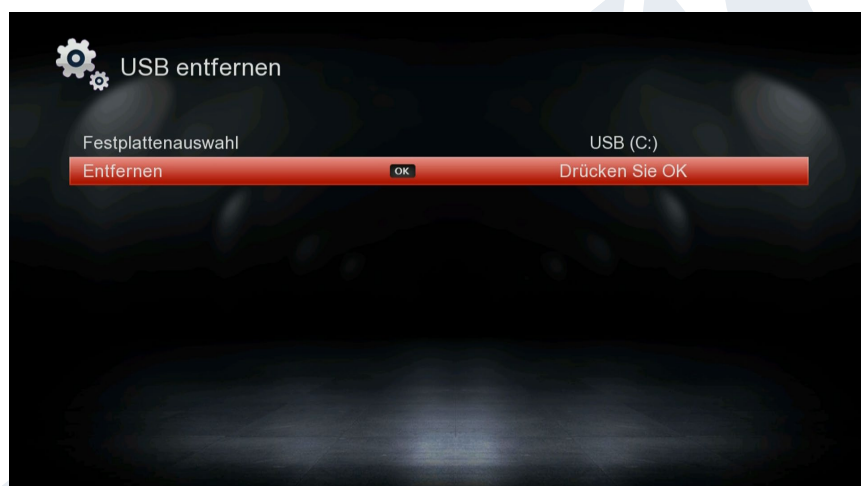 USB entfernen
Festplattenauswahl USB (C:)
Entfernen OK Drücken Sie OK